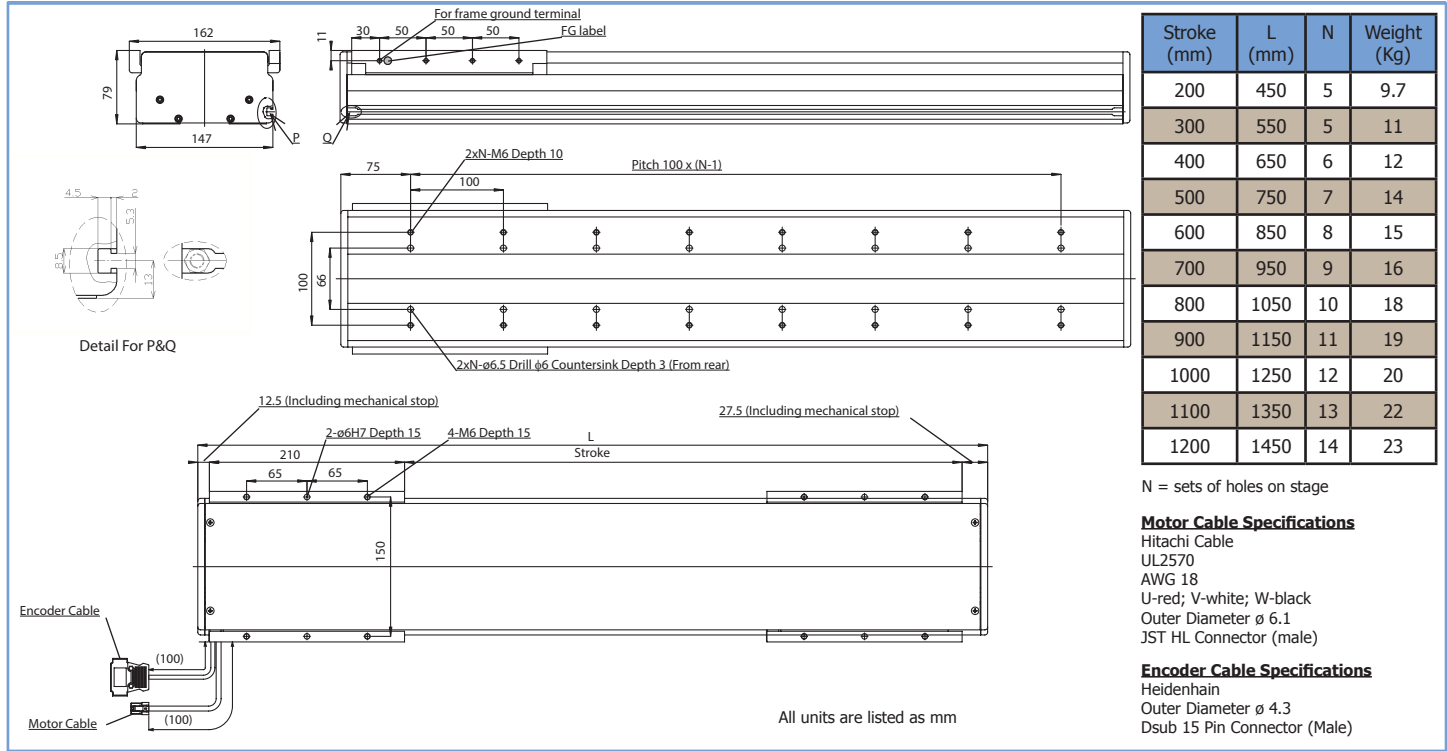 For frame ground terminal
FG label
162
79
147
P
11
30 50 50 50
Q
4.5 2
5.3
8.5
13
Detail For P&Q
75
2xN-M6 Depth 10
Pitch 100 x (N-1)
100
100
66
2xN-ø6.5 Drill ϕ6 Countersink Depth 3 (From rear)
12.5 (Including mechanical stop)
27.5 (Including mechanical stop)
2-ø6H7 Depth 15
4-M6 Depth 15
L
210
Stroke
65 65
150
Encoder Cable
(100)
Motor Cable
(100)
All units are listed as mm
Stroke (mm) L (mm) N Weight (Kg)
200 450 5 9.7
300 550 5 11
400 650 6 12
500 750 7 14
600 850 8 15
700 950 9 16
800 1050 10 18
900 1150 11 19
1000 1250 12 20
1100 1350 13 22
1200 1450 14 23
N = sets of holes on stage
Motor Cable Specifications
Hitachi Cable
UL2570
AWG 18
U-red; V-white; W-black
Outer Diameter ø 6.1
JST HL Connector (male)
Encoder Cable Specifications
Heidenhain
Outer Diameter ø 4.3
Dsub 15 Pin Connector (Male)